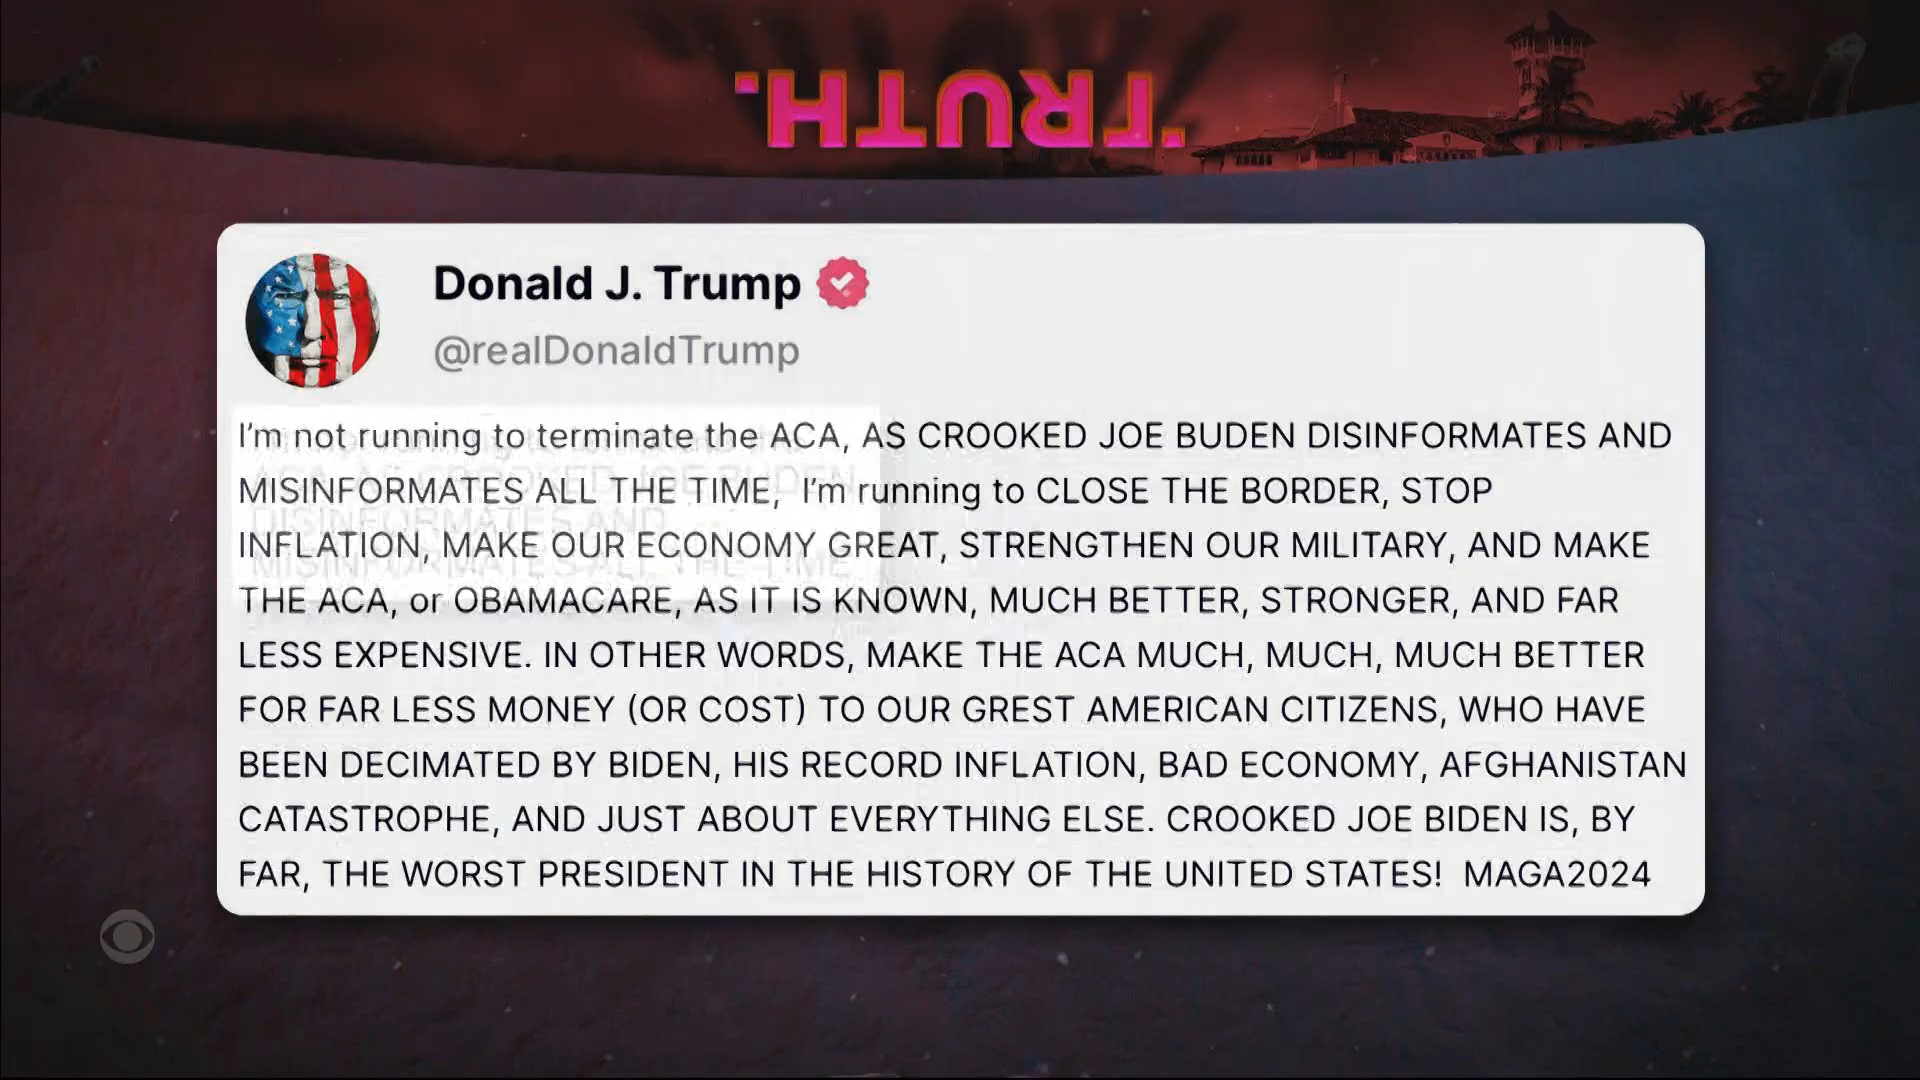 TRUTH.
Donald J. Trump
@realDonaldTrump
I'm not running to terminate the ACA, AS CROOKED JOE BUDEN DISINFORMATES AND
MISINFORMATES ALL THE TIME, I'm running to CLOSE THE BORDER, STOP
INFLATION, MAKE OUR ECONOMY GREAT, STRENGTHEN OUR MILITARY, AND MAKE
THE ACA, or OBAMACARE, AS IT IS KNOWN, MUCH BETTER, STRONGER, AND FAR
LESS EXPENSIVE. IN OTHER WORDS, MAKE THE ACA MUCH, MUCH, MUCH BETTER
FOR FAR LESS MONEY (OR COST) TO OUR GREST AMERICAN CITIZENS, WHO HAVE
BEEN DECIMATED BY BIDEN, HIS RECORD INFLATION, BAD ECONOMY, AFGHANISTAN
CATASTROPHE, AND JUST ABOUT EVERYTHING ELSE. CROOKED JOE BIDEN IS, BY
FAR, THE WORST PRESIDENT IN THE HISTORY OF THE UNITED STATES! MAGA2024